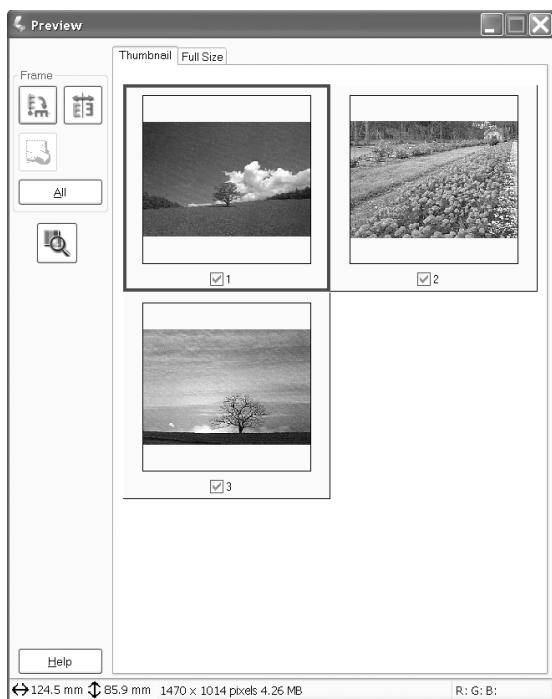 Preview
Thumbnail Full Size
Frame
All
1
2
3
Help
124.5 mm 85.9 mm 1470 × 1014 pixels 4.26 MB R: G: B: